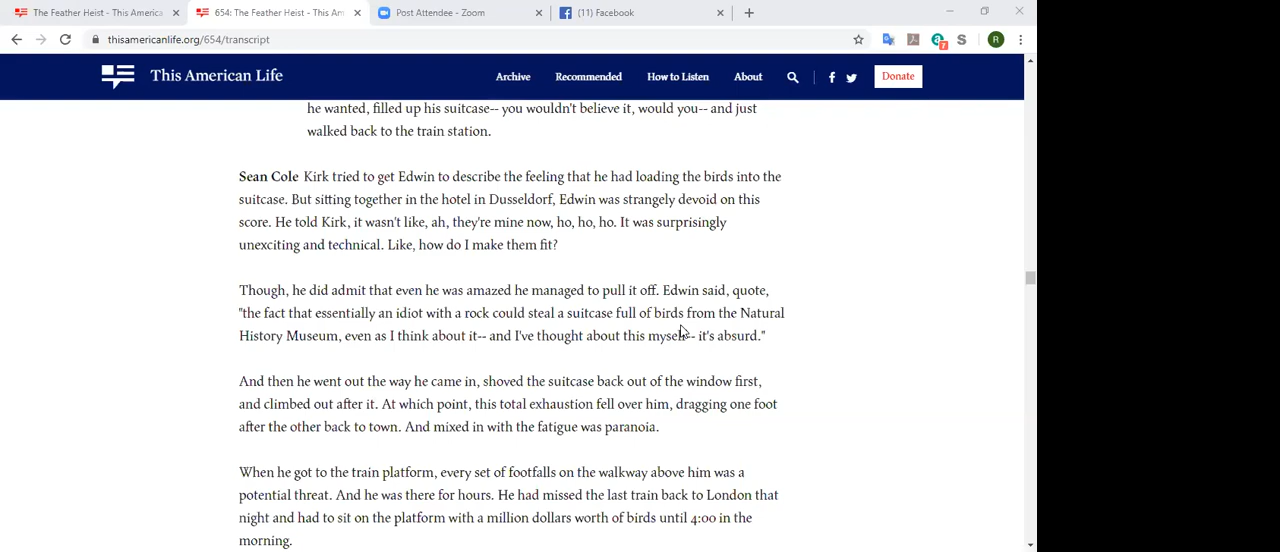 The Feather Heist - This America
654: The Feather Heist - This Am
Post Attendee - Zoom
(11) Facebook
thisamericanlife.org/654/transcript
7
S
R
This American Life
Archive
Recommended
How to Listen
About
Donate
he wanted, filled up his suitcase-- you wouldn't believe it, would you-- and just
walked back to the train station.
Sean Cole Kirk tried to get Edwin to describe the feeling that he had loading the birds into the
suitcase. But sitting together in the hotel in Dusseldorf, Edwin was strangely devoid on this
score. He told Kirk, it wasn't like, ah, they're mine now, ho, ho, ho. It was surprisingly
unexciting and technical. Like, how do I make them fit?
Though, he did admit that even he was amazed he managed to pull it off. Edwin said, quote,
"the fact that essentially an idiot with a rock could steal a suitcase full of birds from the Natural
History Museum, even as I think about it-- and I've thought about this myself-- it's absurd."
And then he went out the way he came in, shoved the suitcase back out of the window first,
and climbed out after it. At which point, this total exhaustion fell over him, dragging one foot
after the other back to town. And mixed in with the fatigue was paranoia.
When he got to the train platform, every set of footfalls on the walkway above him was a
potential threat. And he was there for hours. He had missed the last train back to London that
night and had to sit on the platform with a million dollars worth of birds until 4:00 in the
morning.